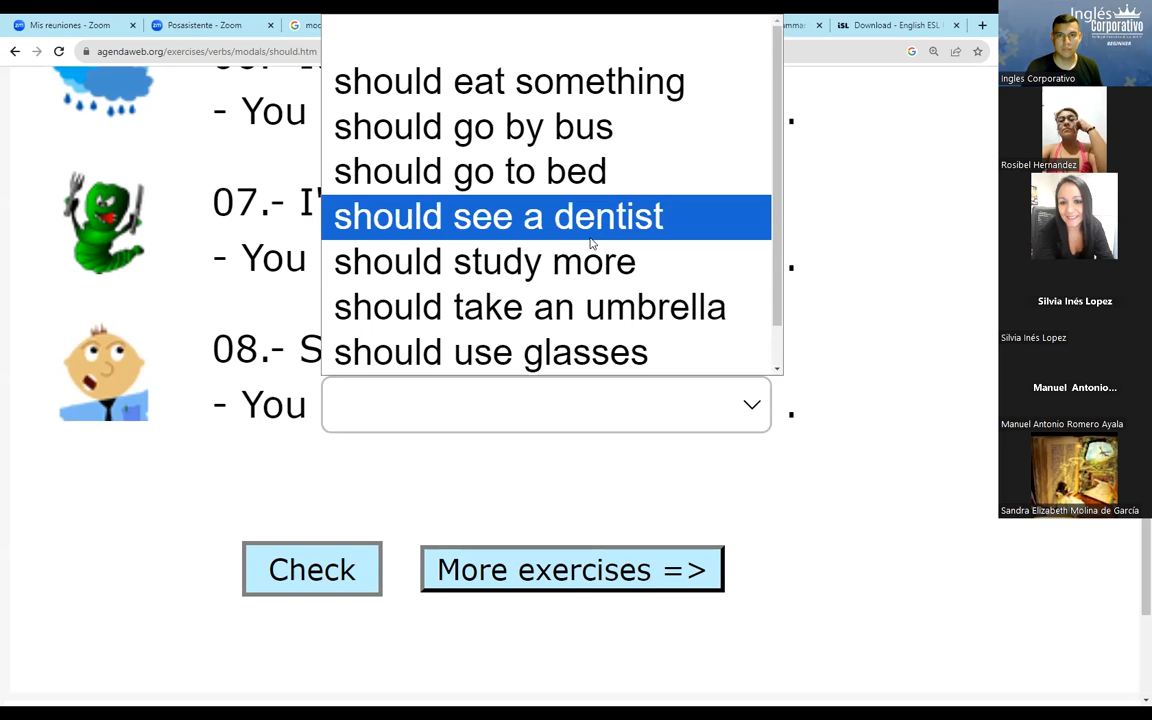 Mis reuniones - Zoom
Posasistente - Zoom
Download - English ESL
agendaweb.org/exercises/verbs/modals/should.htm
- You
.
should eat something
should go by bus
should go to bed
should see a dentist
should study more
should take an umbrella
should use glasses
07.- I'
- You
.
08.- S
- You
.
Check
More exercises =>
Inglés
Corporativo
BEGINNER
Ingles Corporativo
Rosibel Hernandez
Silvia Inés Lopez
Silvia Inés Lopez
Manuel Antonio...
Manuel Antonio Romero Ayala
Sandra Elizabeth Molina de García